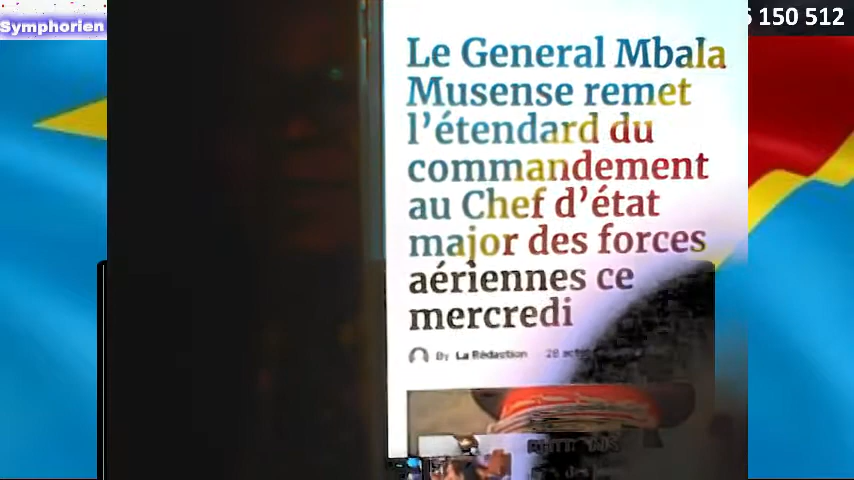 Symphorien
150 512
Le General Mbala
Musense remet
l'étendard du
commandement
au Chef d'état
major des forces
aériennes ce
mercredi
By La Rédaction 28